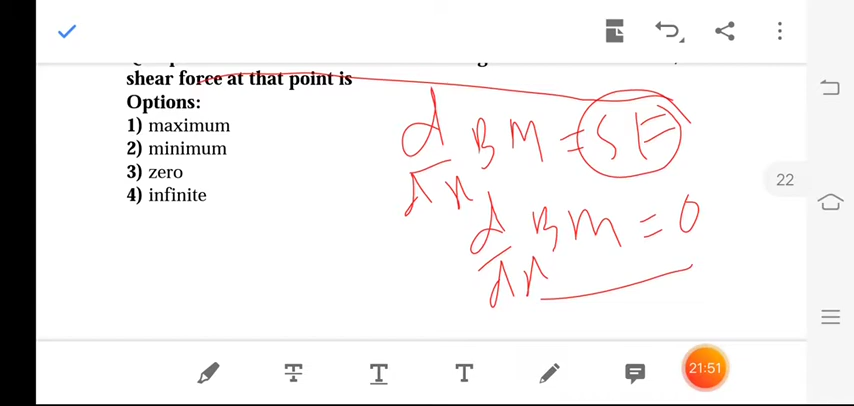 shear force at that point is
Options:
1) maximum
2) minimum
3) zero
4) infinite
d/dx BM = SF
d/dx BM = 0
22
21:51